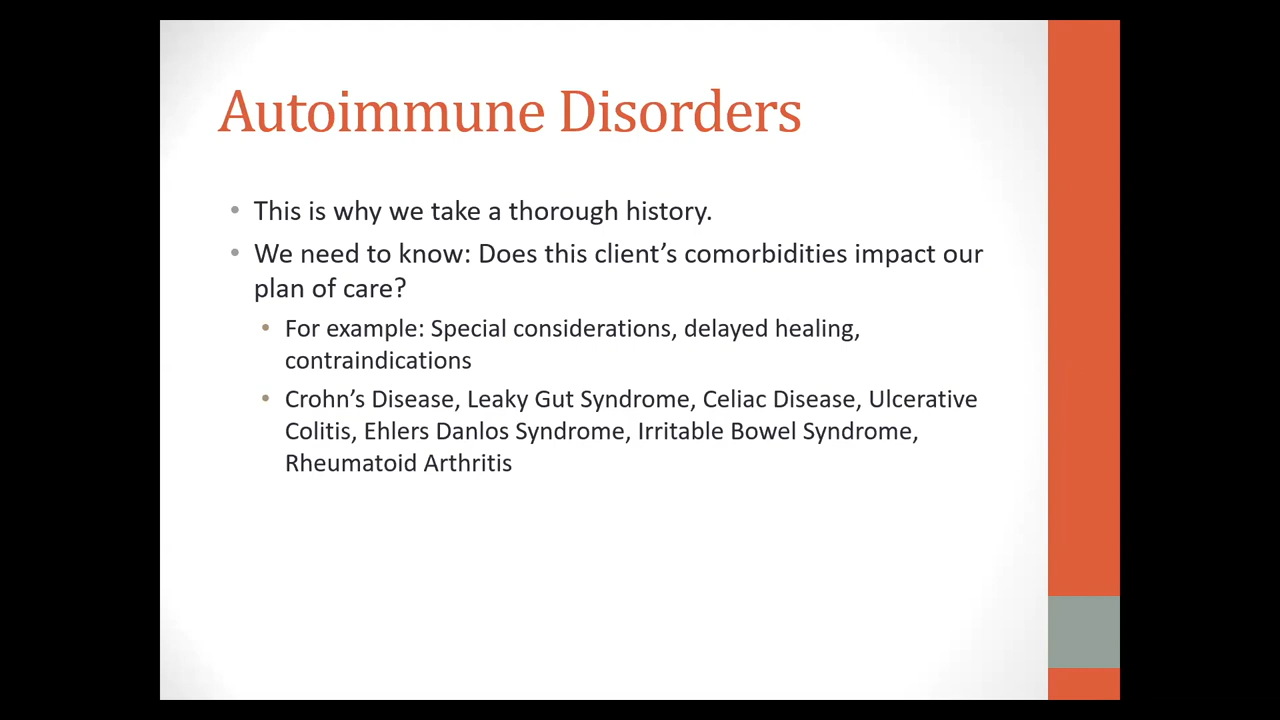 Autoimmune Disorders
• This is why we take a thorough history.
• We need to know: Does this client’s comorbidities impact our
plan of care?
• For example: Special considerations, delayed healing,
contraindications
• Crohn’s Disease, Leaky Gut Syndrome, Celiac Disease, Ulcerative
Colitis, Ehlers Danlos Syndrome, Irritable Bowel Syndrome,
Rheumatoid Arthritis